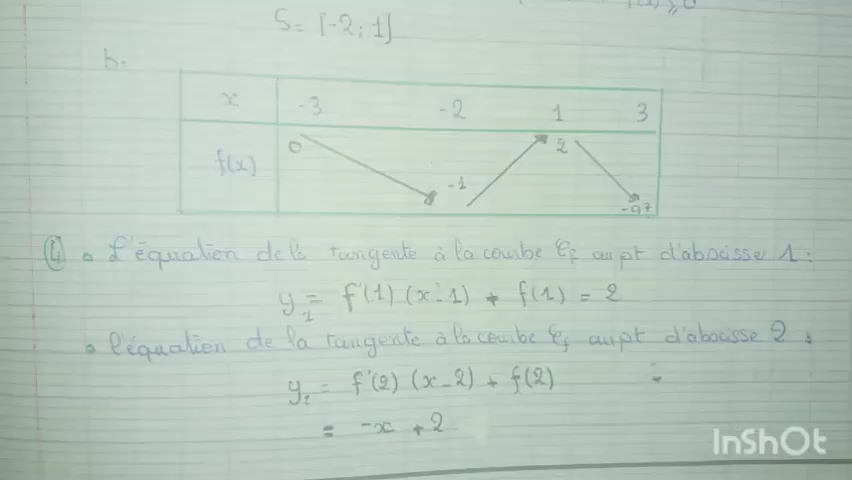 S = [-2 ; 1]
b.
x -3 -2 1 3
f(x) 0 -1 2 -0,7
④ • L'équation de la tangente à la courbe Cf au pt d'abscisse 1 :
y₁ = f'(1) (x-1) + f(1) = 2
• l'équation de la tangente à la courbe Cf au pt d'abscisse 2 :
y₂ = f'(2) (x-2) + f(2)
= -x + 2
InShOt